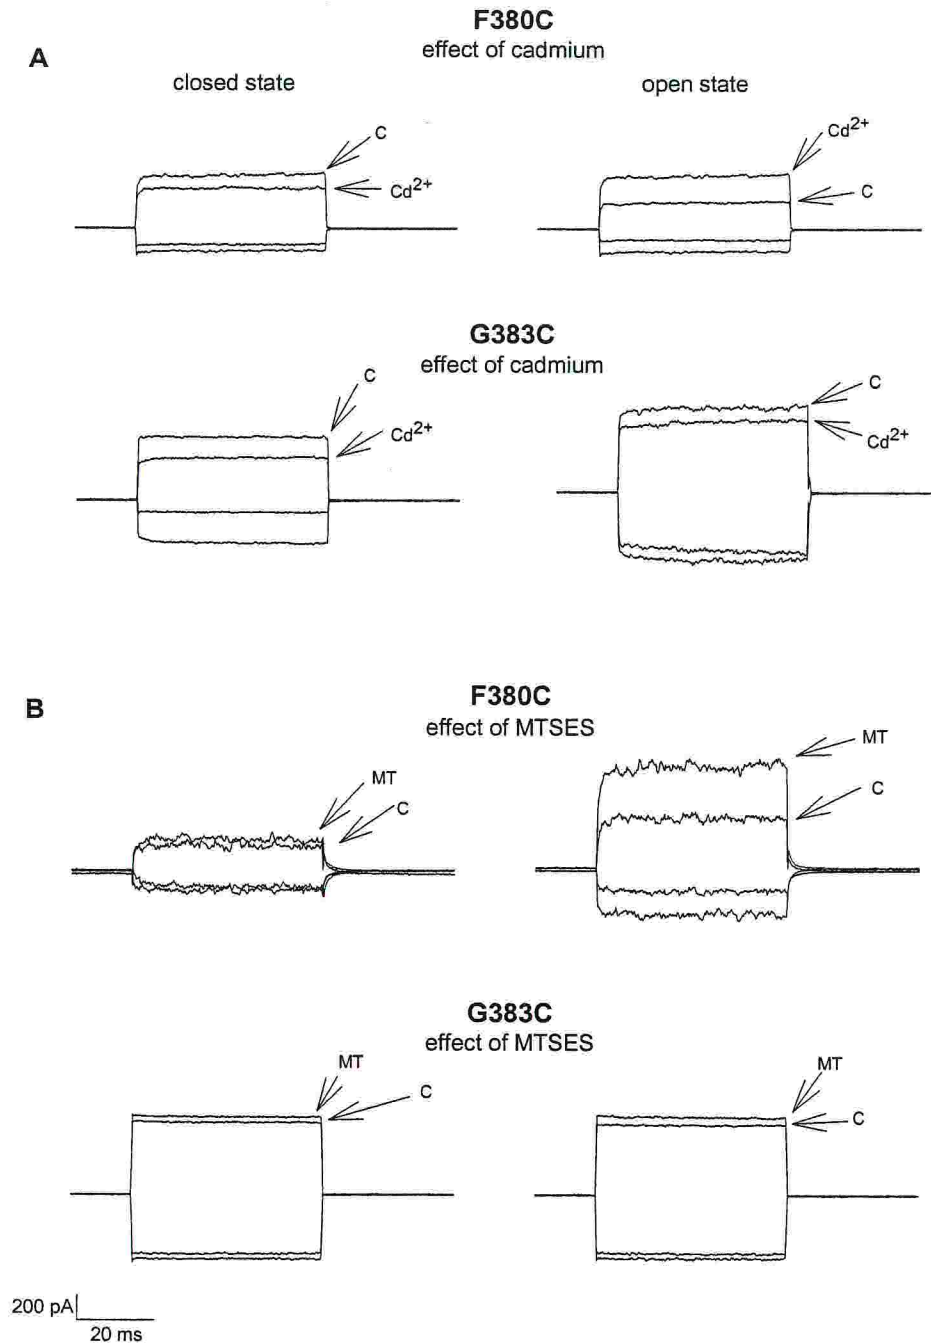 F380C
A
effect of cadmium
closed state
open state
C
Cd2+
Cd2+
C
G383C
effect of cadmium
C
Cd2+
C
Cd2+
B
F380C
effect of MTSES
MT
C
MT
C
G383C
effect of MTSES
MT
C
MT
C
200 pA
20 ms